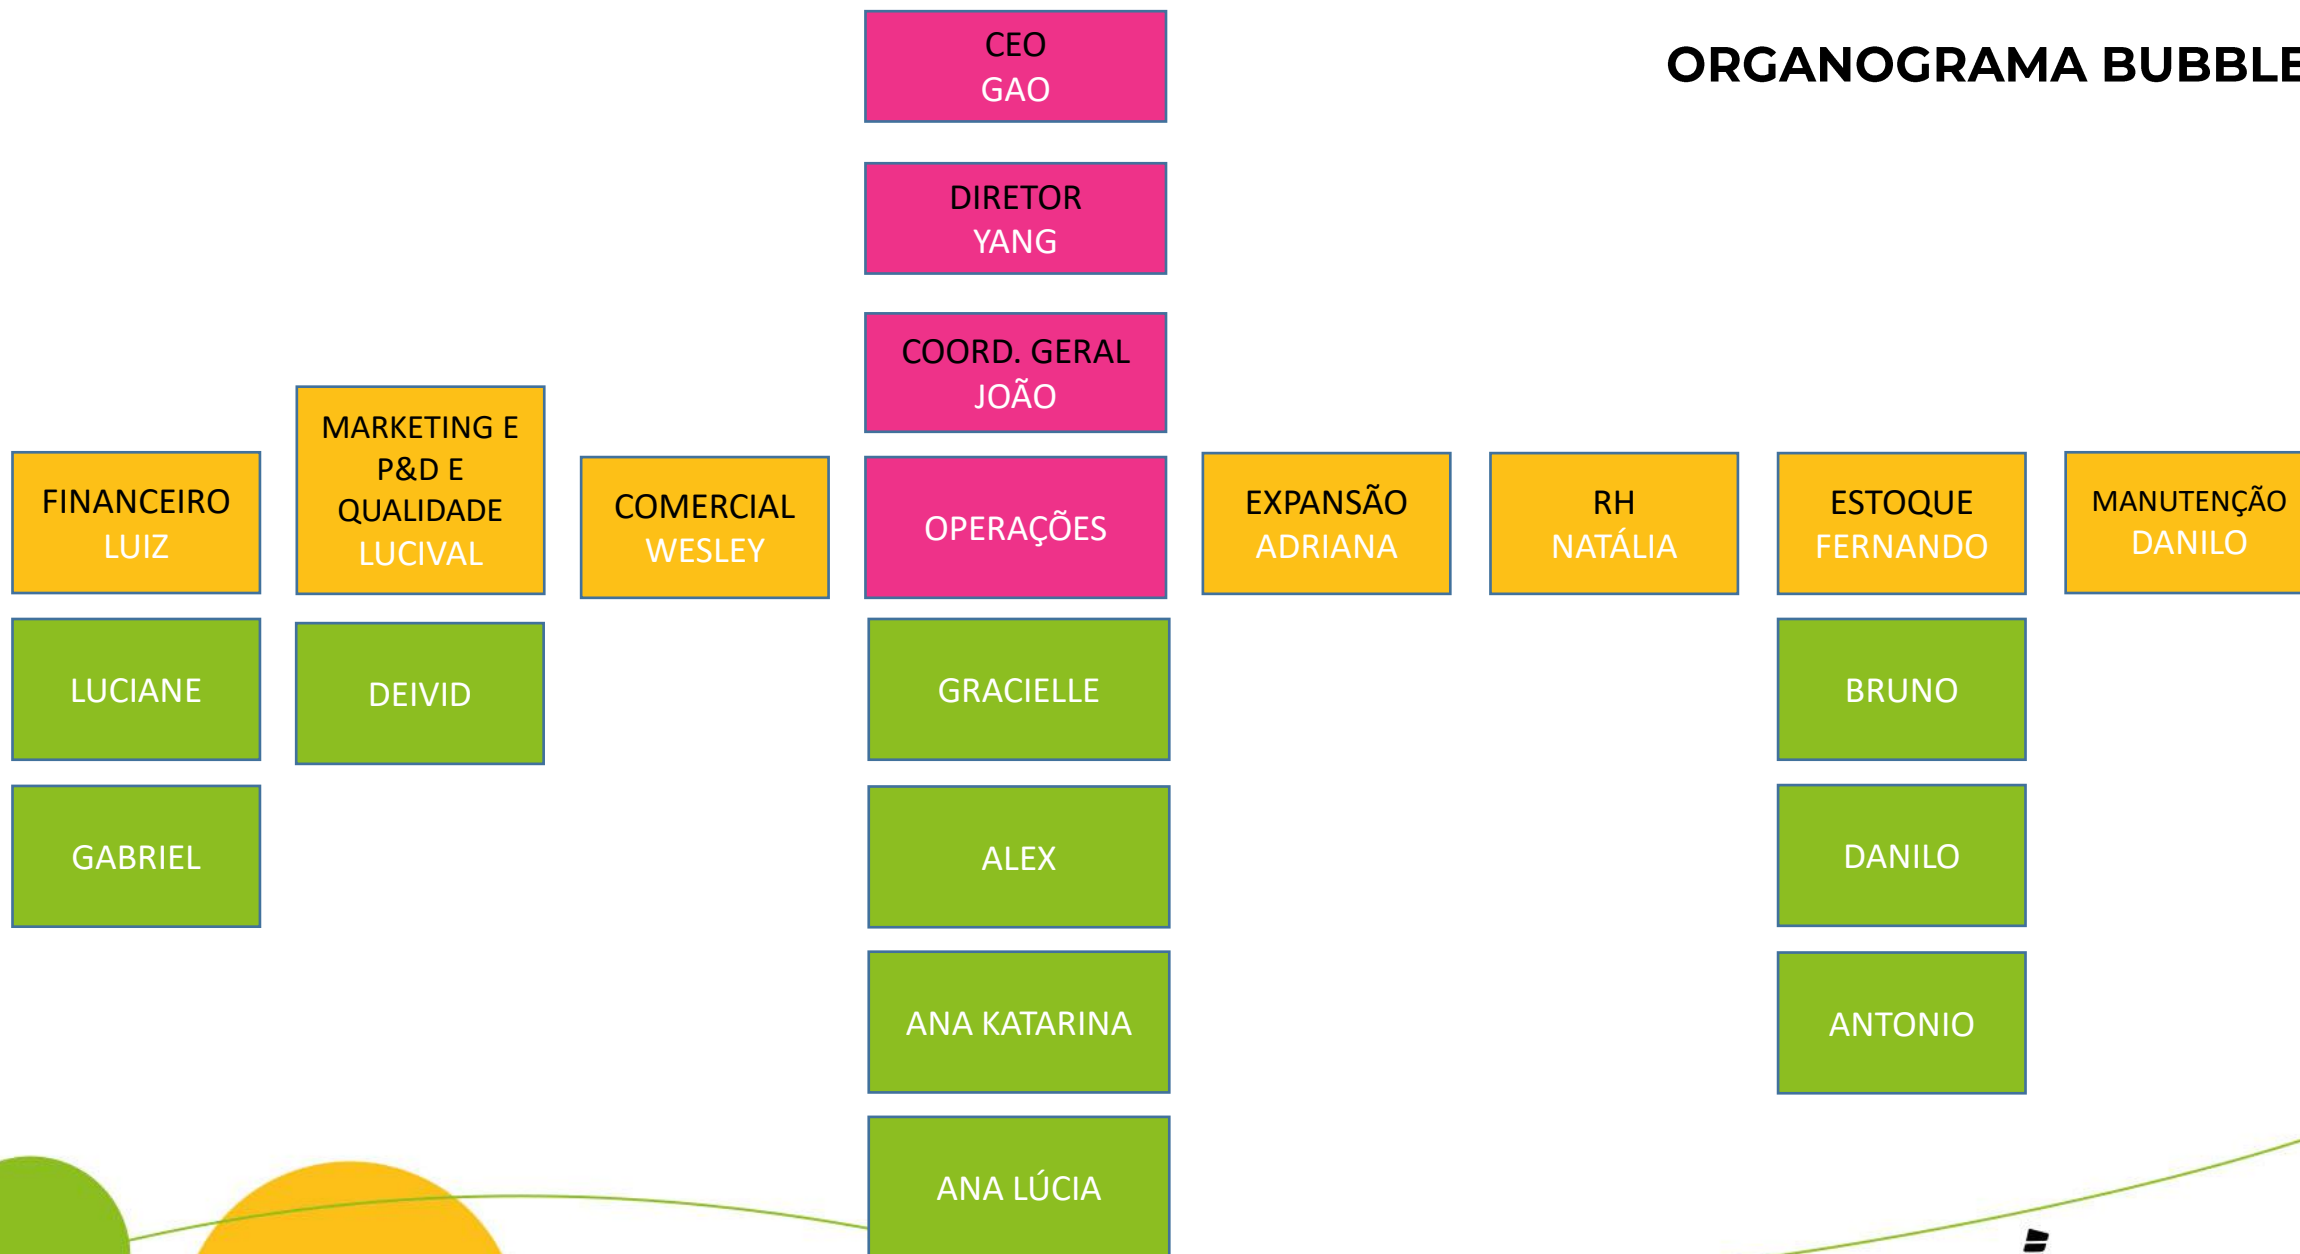 ORGANOGRAMA BUBBLE
CEO
GAO
DIRETOR
YANG
COORD. GERAL
JOÃO
FINANCEIRO
LUIZ
MARKETING E
P&D E
QUALIDADE
LUCIVAL
COMERCIAL
WESLEY
OPERAÇÕES
EXPANSÃO
ADRIANA
RH
NATÁLIA
ESTOQUE
FERNANDO
MANUTENÇÃO
DANILO
LUCIANE
DEIVID
GRACIELLE
BRUNO
GABRIEL
ALEX
DANILO
ANA KATARINA
ANTONIO
ANA LÚCIA